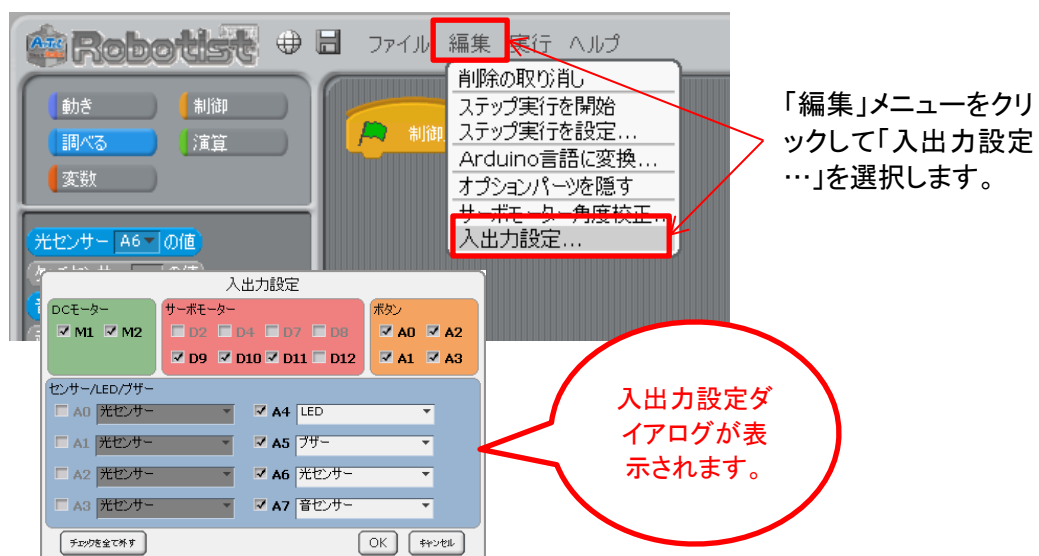 Artec Robotist ファイル 編集 実行 ヘルプ
動き 制御
調べる 演算
変数
制御
削除の取り消し
ステップ実行を開始
ステップ実行を設定...
Arduino言語に変換...
オプションパーツを隠す
サーボモーター角度校正...
入出力設定...
「編集」メニューをクリ
ックして「入出力設定
…」を選択します。
光センサー A6 の値
入出力設定
DCモーター サーボモーター ボタン
M1 M2 D2 D4 D7 D8 A0 A2
D9 D10 D11 D12 A1 A3
センサー/LED/ブザー
A0 光センサー A4 LED
A1 光センサー A5 ブザー
A2 光センサー A6 光センサー
A3 光センサー A7 音センサー
チェックを全て外す OK キャンセル
入出力設定ダ
イアログが表
示されます。